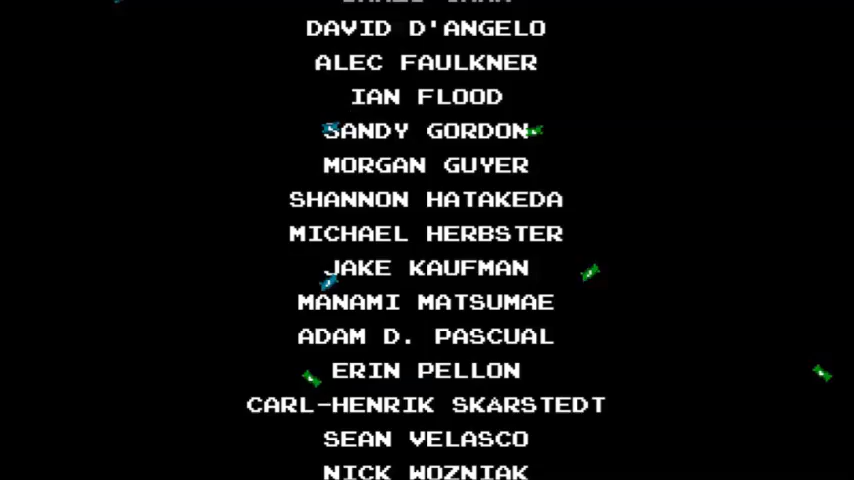 DAVID D'ANGELO
ALEC FAULKNER
IAN FLOOD
SANDY GORDON
MORGAN GUYER
SHANNON HATAKEDA
MICHAEL HERBSTER
JAKE KAUFMAN
MANAMI MATSUMAE
ADAM D. PASCUAL
ERIN PELLON
CARL-HENRIK SKÅRSTEDT
SEAN VELASCO
NICK WOZNIAK